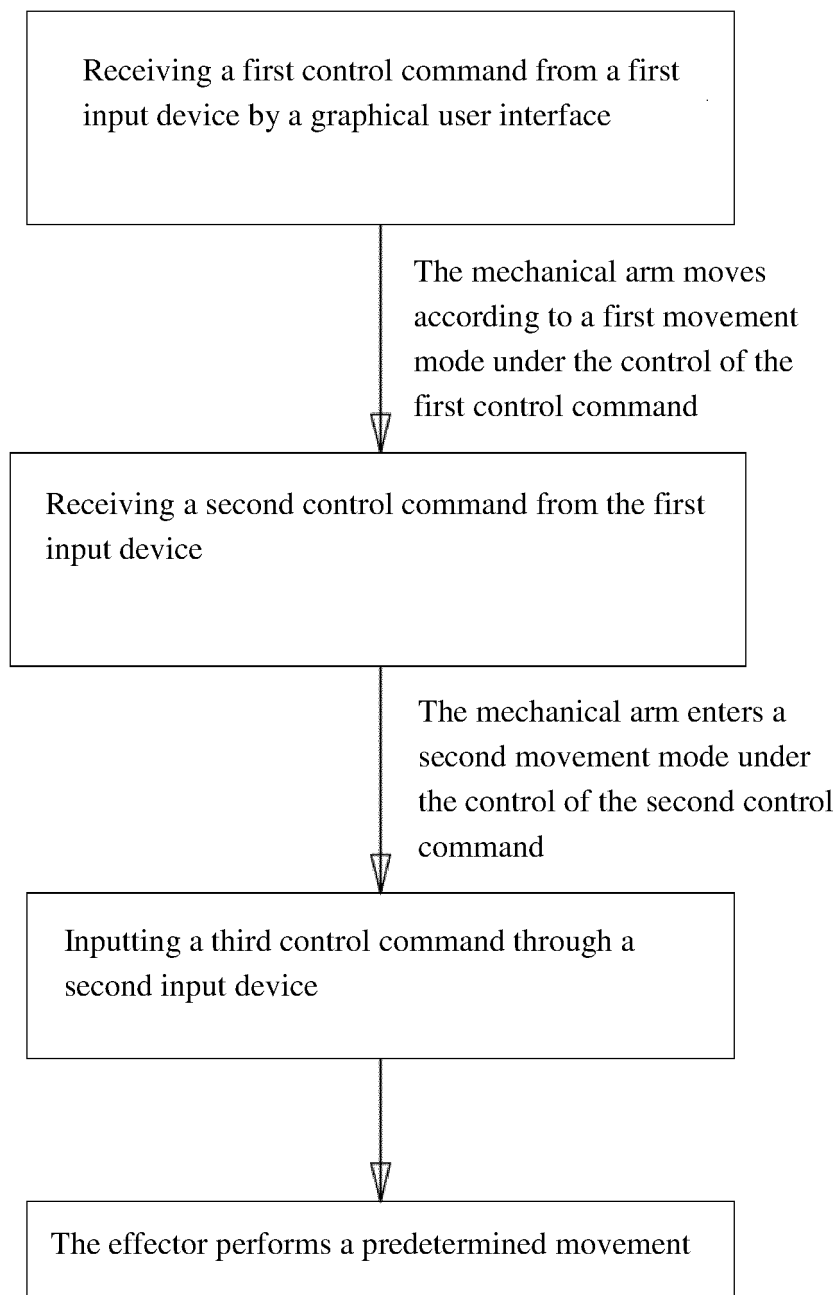 Receiving a first control command from a first
input device by a graphical user interface
The mechanical arm moves
according to a first movement
mode under the control of the
first control command
Receiving a second control command from the first
input device
The mechanical arm enters a
second movement mode under
the control of the second control
command
Inputting a third control command through a
second input device
The effector performs a predetermined movement